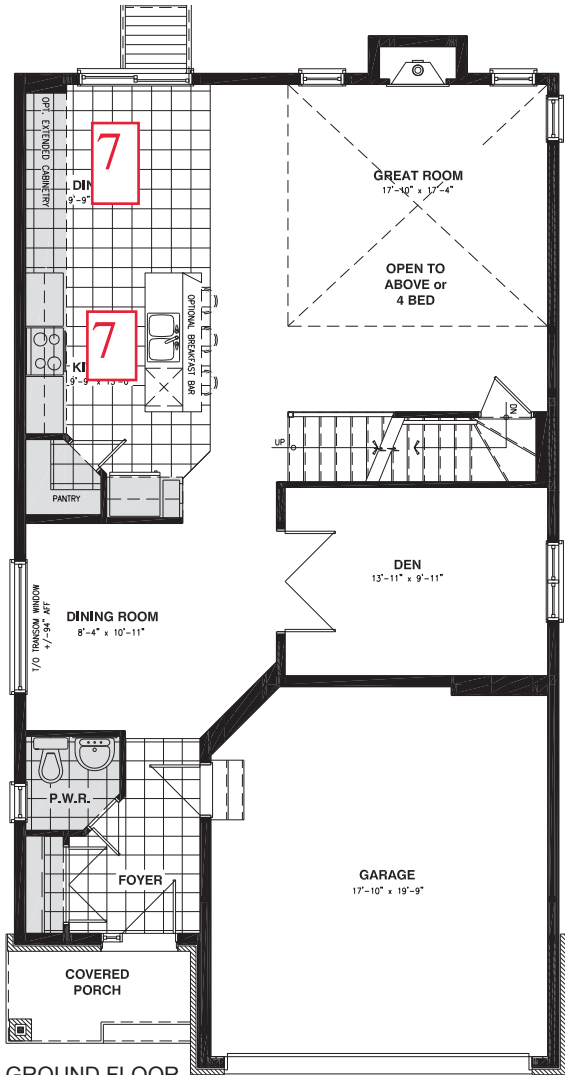 OPT. EXTENDED CABINETRY
7
DIN
9'-9"
GREAT ROOM
17'-10" x 17'-4"
OPEN TO
ABOVE or
4 BED
7
OPTIONAL BREAKFAST BAR
KI
9'-9" x 13'-0"
DN
UP
PANTRY
DEN
13'-11" x 9'-11"
T/O TRANSOM WINDOW
+/-94" AFF
DINING ROOM
8'-4" x 10'-11"
P.W.R.
FOYER
GARAGE
17'-10" x 19'-9"
COVERED
PORCH
GROUND FLOOR